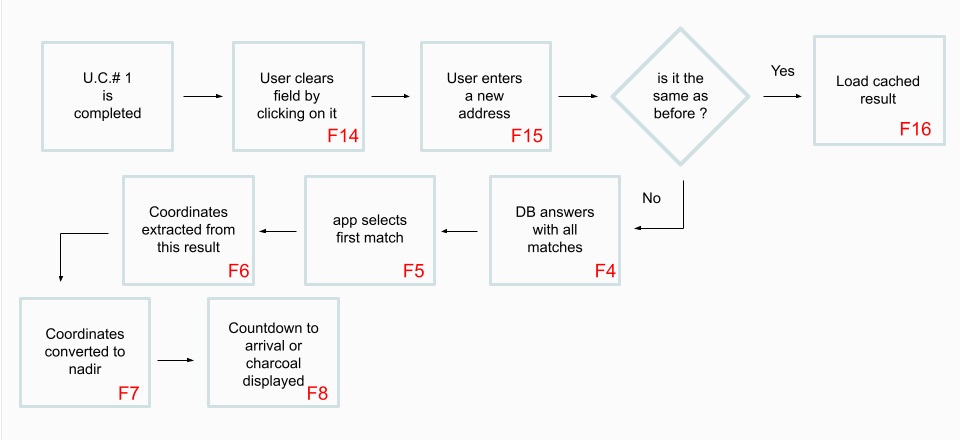 U.C.# 1
is
completed
User clears
field by
clicking on it
F14
User enters
a new
address
F15
is it the
same as
before ?
Yes
Load cached
result
F16
No
DB answers
with all
matches
F4
app selects
first match
F5
Coordinates
extracted from
this result
F6
Coordinates
converted to
nadir
F7
Countdown to
arrival or
charcoal
displayed
F8